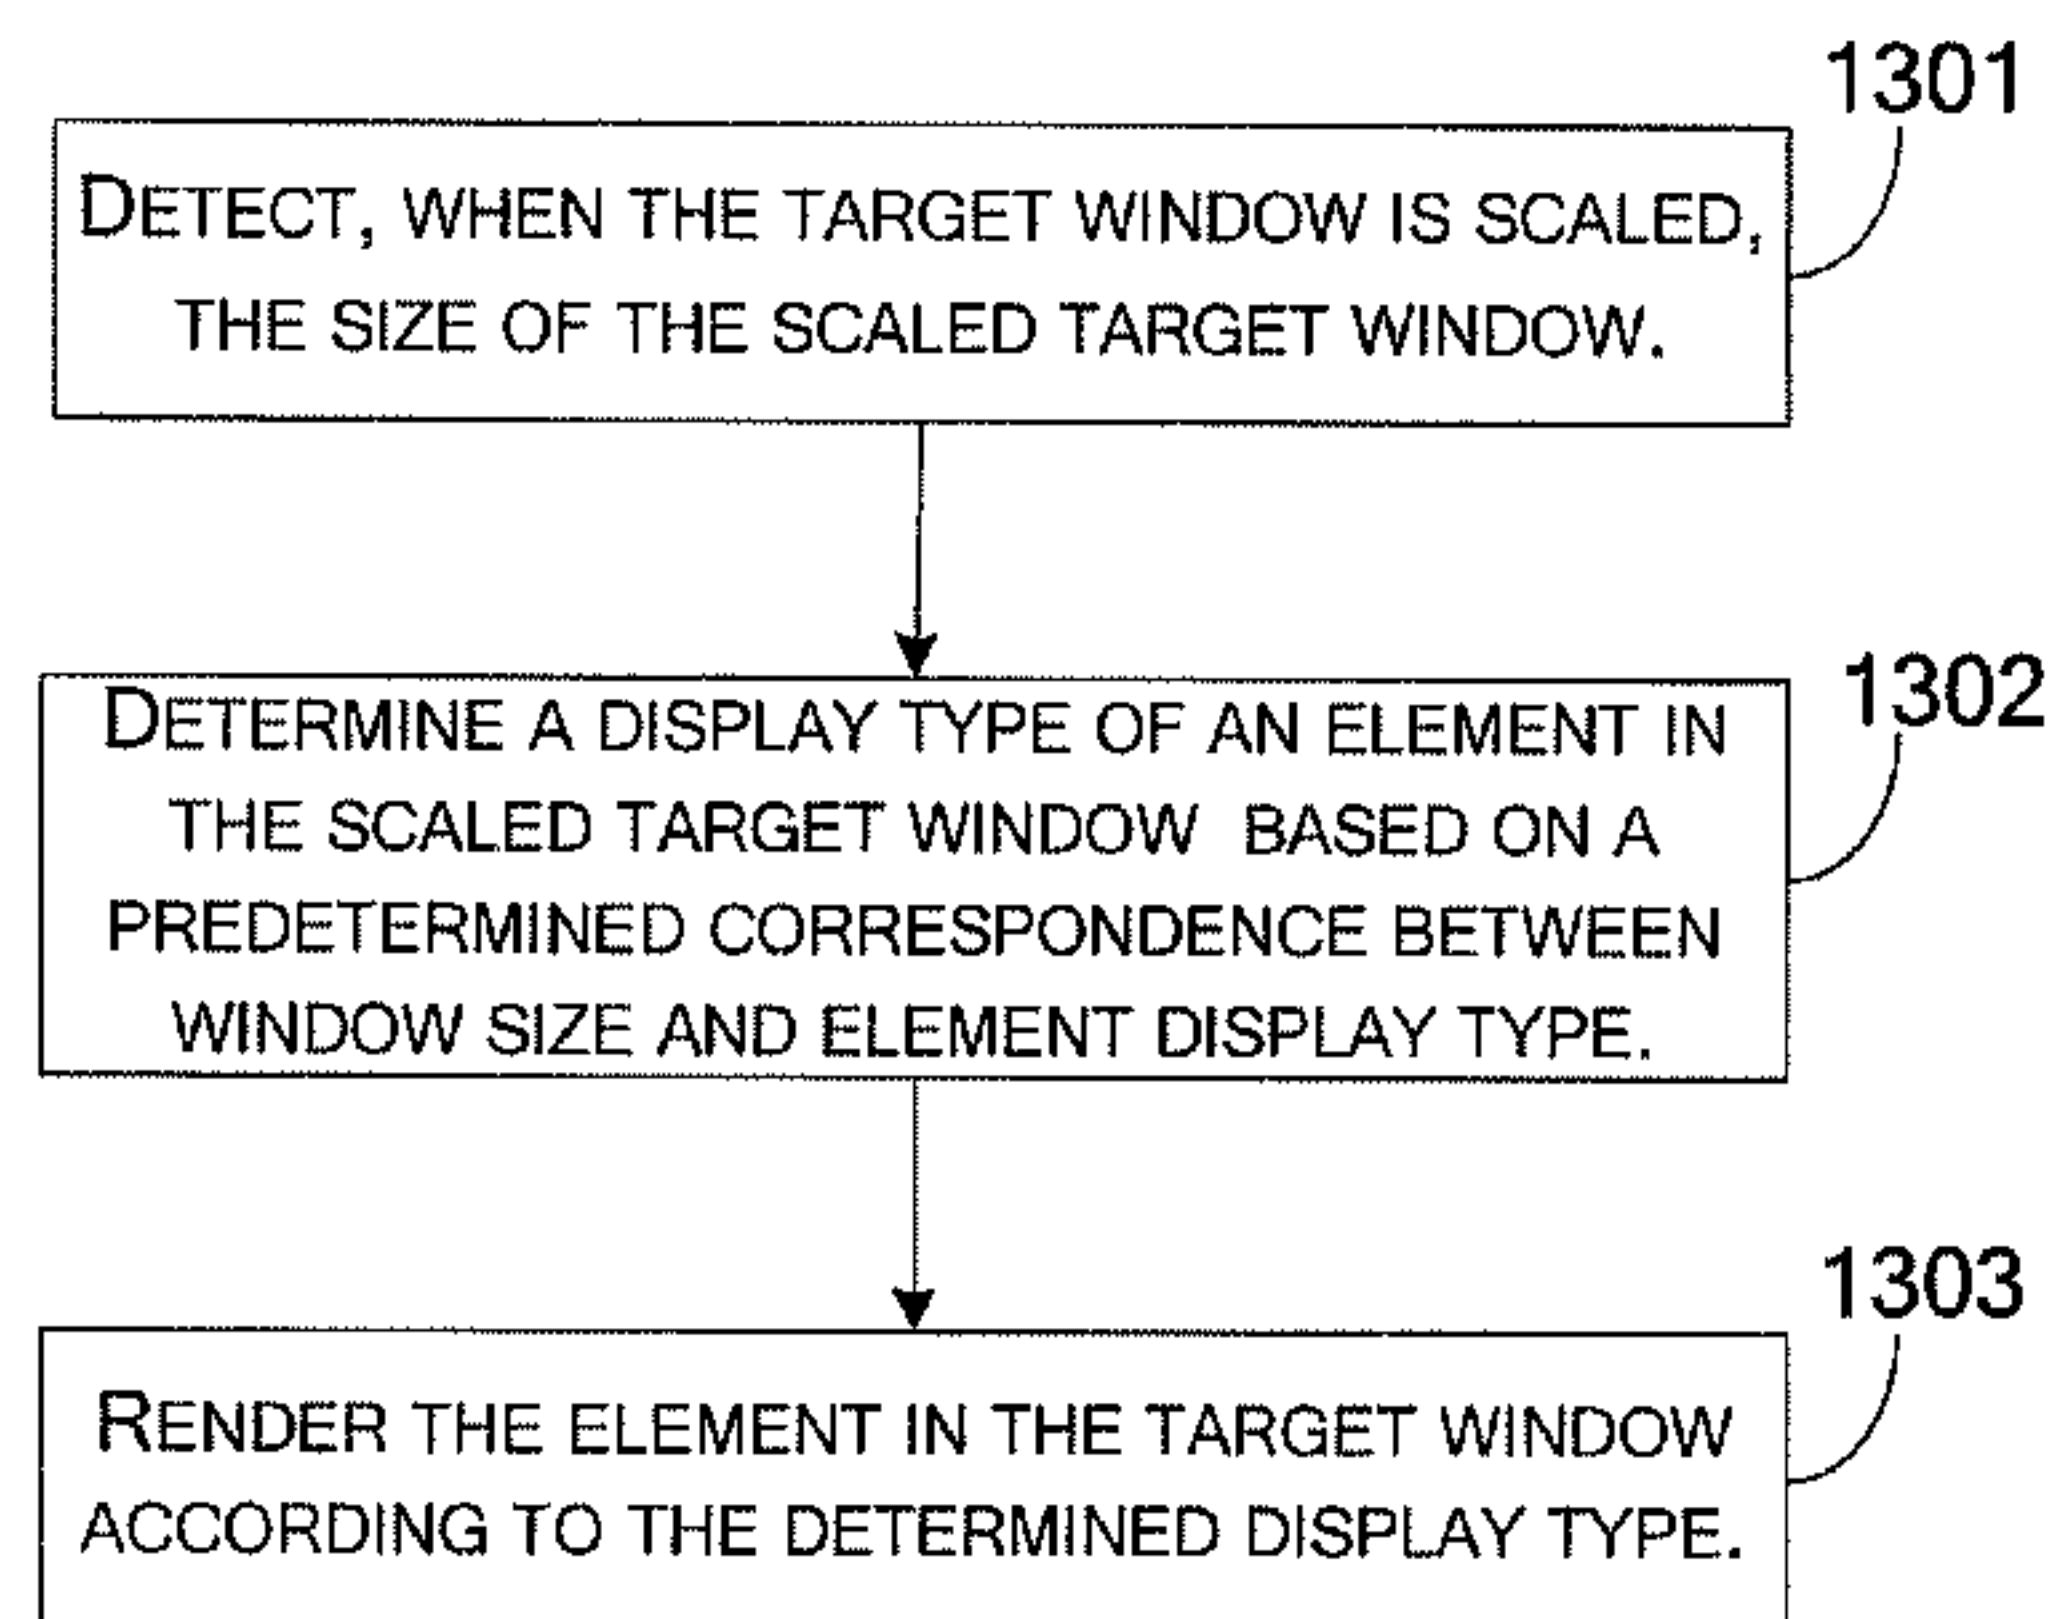 1301
DETECT, WHEN THE TARGET WINDOW IS SCALED,
THE SIZE OF THE SCALED TARGET WINDOW.
1302
DETERMINE A DISPLAY TYPE OF AN ELEMENT IN
THE SCALED TARGET WINDOW BASED ON A
PREDETERMINED CORRESPONDENCE BETWEEN
WINDOW SIZE AND ELEMENT DISPLAY TYPE.
1303
RENDER THE ELEMENT IN THE TARGET WINDOW
ACCORDING TO THE DETERMINED DISPLAY TYPE.